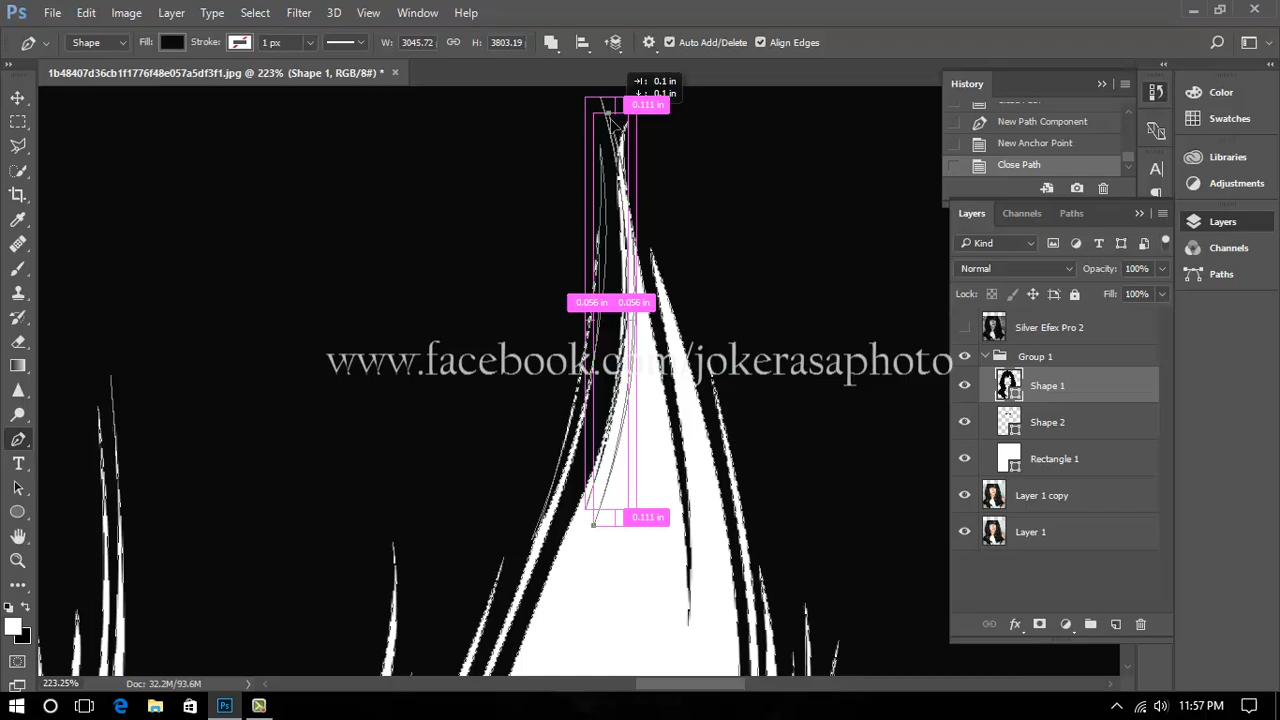 Ps File Edit Image Layer Type Select Filter 3D View Window Help
Shape Fill: Stroke: 1 px W: 3045.72 H: 3803.19 Auto Add/Delete Align Edges
1b48407d36cb1f1776f48e057a5df3f1.jpg @ 223% (Shape 1, RGB/8#) *
0.1 in
0.1 in
0.111 in
0.056 in 0.056 in
www.facebook.com/jokerasaphoto
0.111 in
History
New Path Component
New Anchor Point
Close Path
Layers Channels Paths
Kind
Normal Opacity: 100%
Lock: Fill: 100%
Silver Efex Pro 2
Group 1
Shape 1
Shape 2
Rectangle 1
Layer 1 copy
Layer 1
fx
Color
Swatches
Libraries
Adjustments
Layers
Channels
Paths
223.25% Doc: 32.2M/93.6M
11:57 PM